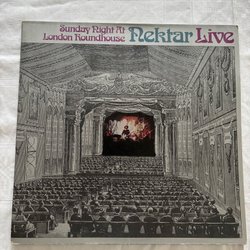 Sunday Night At
London Roundhouse
Nektar Live